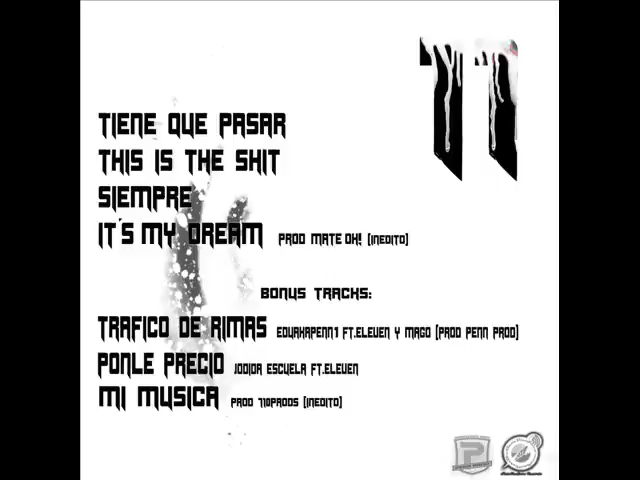 11
TIENE QUE PASAR
THIS IS THE SHIT
SIEMPRE
IT'S MY DREAM PROD MATE OH! [INEDITO]
BONUS TRACKS:
TRAFICO DE RIMAS EDUAKAPENN1 FT.ELEVEN Y MAGO [PROD PENN PROD]
PONLE PRECIO JODIDA ESCUELA FT.ELEVEN
MI MUSICA PROD 710PRODS [INEDITO]
P